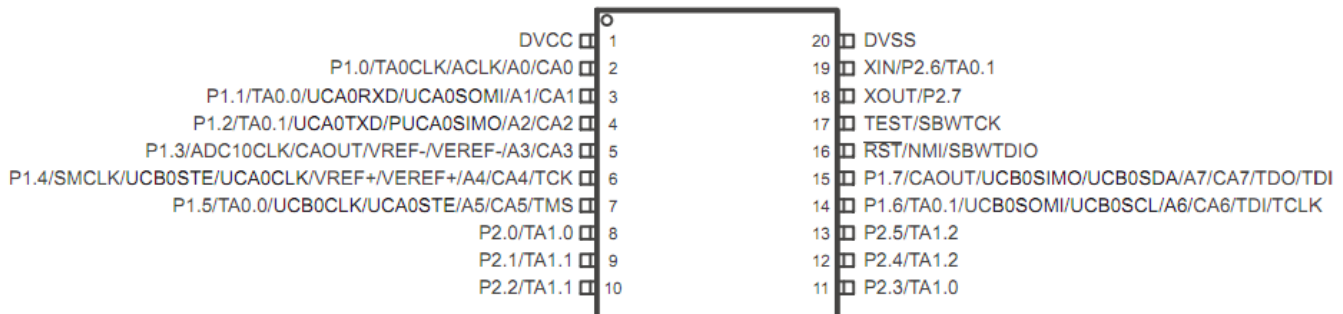 DVCC 1 20 DVSS
P1.0/TA0CLK/ACLK/A0/CA0 2 19 XIN/P2.6/TA0.1
P1.1/TA0.0/UCA0RXD/UCA0SOMI/A1/CA1 3 18 XOUT/P2.7
P1.2/TA0.1/UCA0TXD/PUCA0SIMO/A2/CA2 4 17 TEST/SBWTCK
P1.3/ADC10CLK/CAOUT/VREF-/VEREF-/A3/CA3 5 16 RST/NMI/SBWTDIO
P1.4/SMCLK/UCB0STE/UCA0CLK/VREF+/VEREF+/A4/CA4/TCK 6 15 P1.7/CAOUT/UCB0SIMO/UCB0SDA/A7/CA7/TDO/TDI
P1.5/TA0.0/UCB0CLK/UCA0STE/A5/CA5/TMS 7 14 P1.6/TA0.1/UCB0SOMI/UCB0SCL/A6/CA6/TDI/TCLK
P2.0/TA1.0 8 13 P2.5/TA1.2
P2.1/TA1.1 9 12 P2.4/TA1.2
P2.2/TA1.1 10 11 P2.3/TA1.0